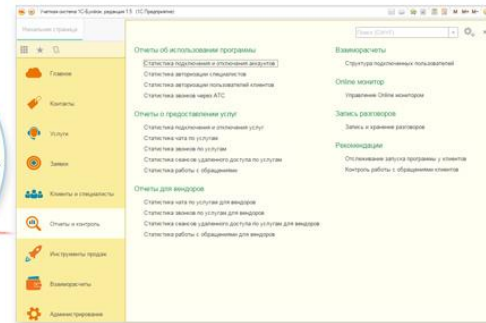 Учетная система 1С-Бухфон, редакция 1.5 (1С:Предприятие)
M M+ M-
Начальная страница
Поиск (Ctrl+F)
Главное
Контакты
Услуги
Заявки
Клиенты и специалисты
Отчеты и контроль
Инструменты продаж
Взаиморасчеты
Администрирование
Отчеты об использовании программы
Статистика подключения и отключения аккаунтов
Статистика авторизации специалистов
Статистика авторизации пользователей клиентов
Статистика звонков через АТС
Отчеты о предоставлении услуг
Статистика подключения и отключения услуг
Статистика чата по услугам
Статистика звонков по услугам
Статистика сеансов удаленного доступа по услугам
Статистика работы с обращениями
Отчеты для вендоров
Статистика чата по услугам для вендоров
Статистика звонков по услугам для вендоров
Статистика сеансов удаленного доступа по услугам для вендоров
Статистика работы с обращениями для вендоров
Взаиморасчеты
Структура подключенных пользователей
Online монитор
Управление Online монитором
Запись разговоров
Запись и хранение разговоров
Рекомендации
Отслеживание запуска программы у клиентов
Контроль работы с обращениями клиентов